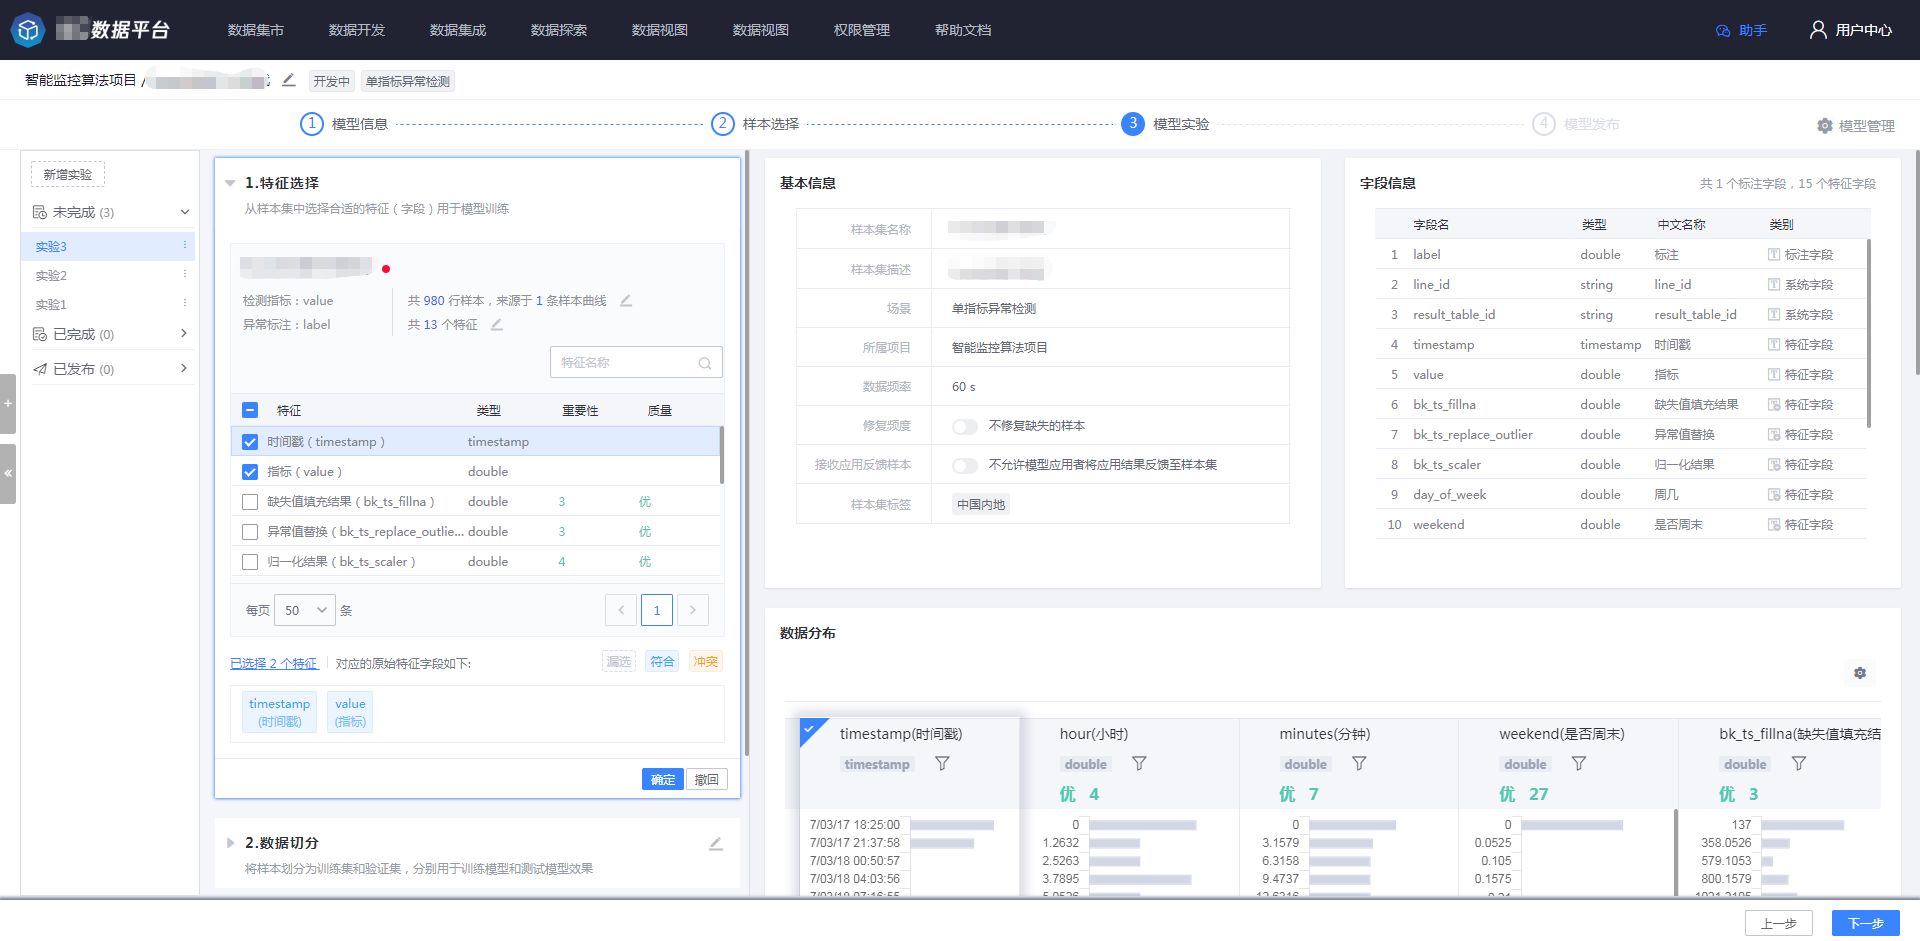 数据平台
数据集市 数据开发 数据集成 数据探索 数据视图 数据视图 权限管理 帮助文档
助手 用户中心
智能监控算法项目 /
开发中 单指标异常检测
1 模型信息 2 样本选择 3 模型实验 4 模型发布
模型管理
新增实验
未完成 (3)
实验3
实验2
实验1
已完成 (0)
已发布 (0)
1.特征选择
从样本集中选择合适的特征（字段）用于模型训练
检测指标：value
异常标注：label
共 980 行样本，来源于 1 条样本曲线
共 13 个特征
特征名称
特征 类型 重要性 质量
时间戳（timestamp） timestamp
指标（value） double
缺失值填充结果（bk_ts_fillna） double 3 优
异常值替换（bk_ts_replace_outlie... double 3 优
归一化结果（bk_ts_scaler） double 4 优
每页 50 条
1
已选择 2 个特征 对应的原始特征字段如下:
漏选 符合 冲突
timestamp
(时间戳)
value
(指标)
确定 撤回
2.数据切分
将样本划分为训练集和验证集，分别用于训练模型和测试模型效果
基本信息
样本集名称
样本集描述
场景 单指标异常检测
所属项目 智能监控算法项目
数据频率 60 s
修复频度 不修复缺失的样本
接收应用反馈样本 不允许模型应用者将应用结果反馈至样本集
样本集标签 中国内地
字段信息
共 1 个标注字段，15 个特征字段
字段名 类型 中文名称 类别
1 label double 标注 标注字段
2 line_id string line_id 系统字段
3 result_table_id string result_table_id 系统字段
4 timestamp timestamp 时间戳 特征字段
5 value double 指标 特征字段
6 bk_ts_fillna double 缺失值填充结果 特征字段
7 bk_ts_replace_outlier double 异常值替换 特征字段
8 bk_ts_scaler double 归一化结果 特征字段
9 day_of_week double 周几 特征字段
10 weekend double 是否周末 特征字段
数据分布
timestamp(时间戳) hour(小时) minutes(分钟) weekend(是否周末) bk_ts_fillna(缺失值填充结
timestamp double double double double
优 4 优 7 优 27 优 3
7/03/17 18:25:00 0 0 0 137
7/03/17 21:37:58 1.2632 3.1579 0.0525 358.0526
7/03/18 00:50:57 2.5263 6.3158 0.105 579.1053
7/03/18 04:03:56 3.7895 9.4737 0.1575 800.1579
上一步 下一步